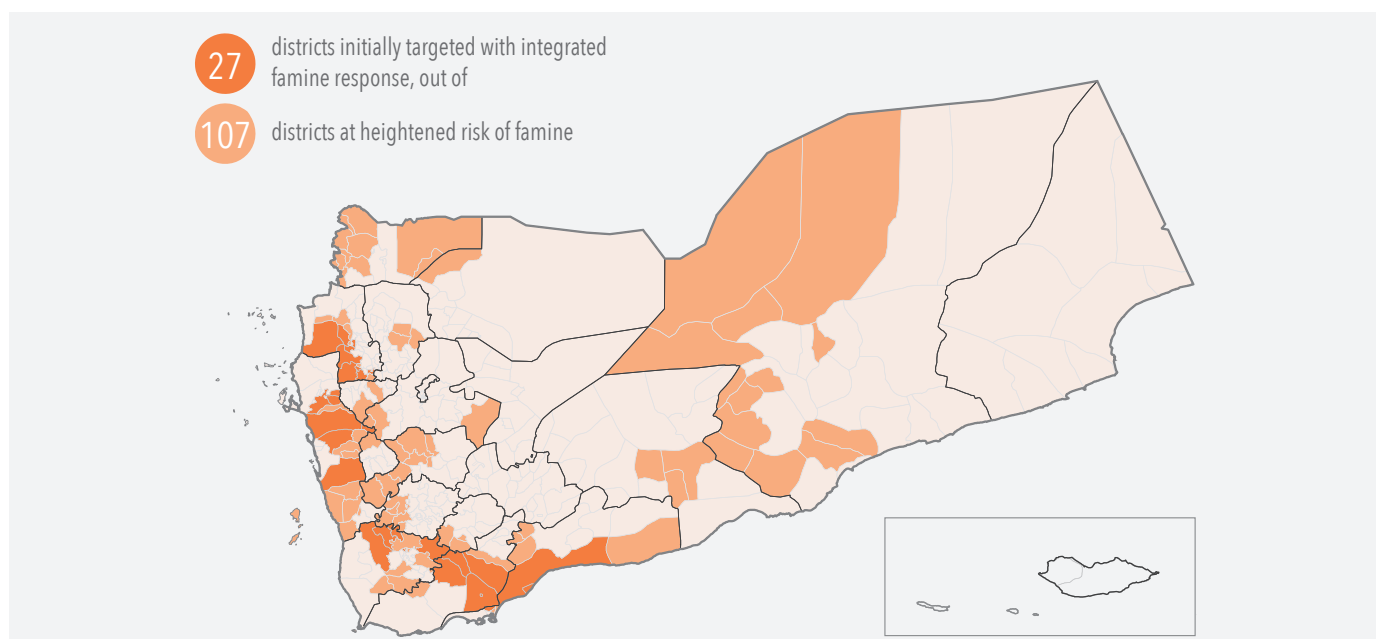 27
districts initially targeted with integrated
famine response, out of
107
districts at heightened risk of famine